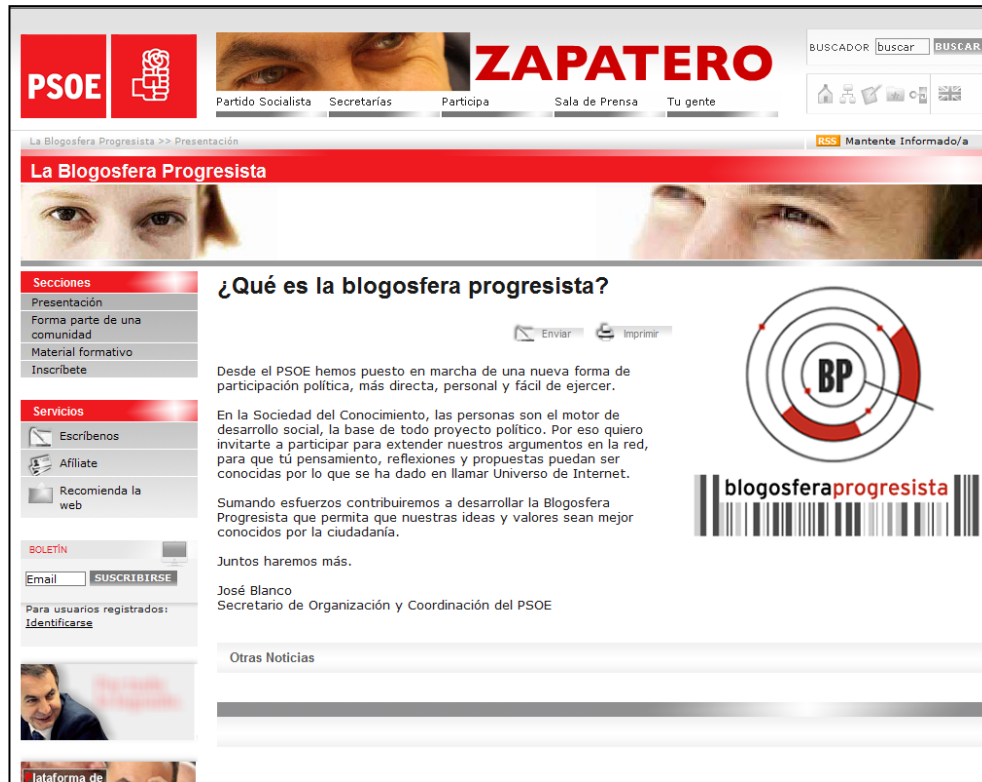 PSOE
ZAPATERO
BUSCADOR buscar BUSCAR
Partido Socialista Secretarías Participa Sala de Prensa Tu gente
La Blogosfera Progresista >> Presentación
RSS Mantente Informado/a
La Blogosfera Progresista
Secciones
Presentación
Forma parte de una
comunidad
Material formativo
Inscríbete
Servicios
Escríbenos
Afíliate
Recomienda la
web
BOLETÍN
Email SUSCRIBIRSE
Para usuarios registrados:
Identificarse
lataforma de
¿Qué es la blogosfera progresista?
Enviar Imprimir
Desde el PSOE hemos puesto en marcha de una nueva forma de
participación política, más directa, personal y fácil de ejercer.
En la Sociedad del Conocimiento, las personas son el motor de
desarrollo social, la base de todo proyecto político. Por eso quiero
invitarte a participar para extender nuestros argumentos en la red,
para que tú pensamiento, reflexiones y propuestas puedan ser
conocidas por lo que se ha dado en llamar Universo de Internet.
Sumando esfuerzos contribuiremos a desarrollar la Blogosfera
Progresista que permita que nuestras ideas y valores sean mejor
conocidos por la ciudadanía.
Juntos haremos más.
José Blanco
Secretario de Organización y Coordinación del PSOE
Otras Noticias
BP
blogosferaprogresista